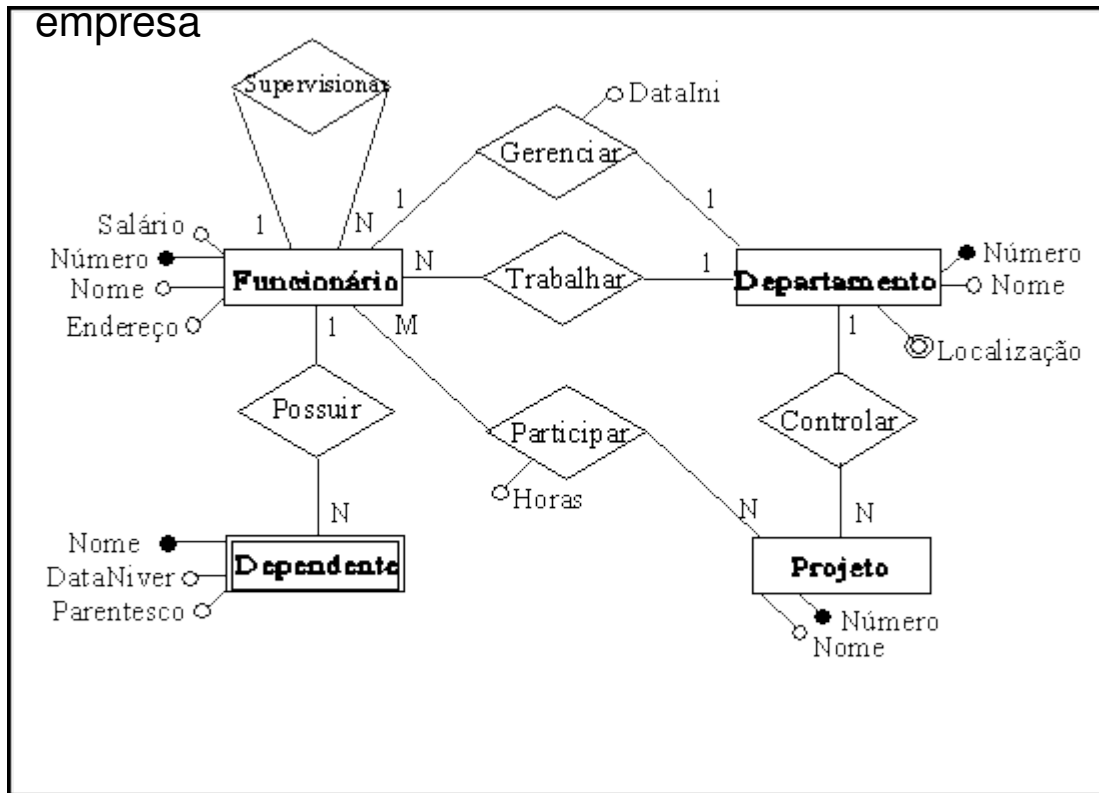 empresa
Supervisionar
DataIni
Gerenciar
1 1
Salário 1 N
Número Funcionário N Trabalhar 1 Departamento Número
Nome Nome
Endereço 1 M 1 Localização
Possuir Participar Controlar
Horas
N N N
Nome Dependente Projeto
DataNiver
Parentesco
Número
Nome